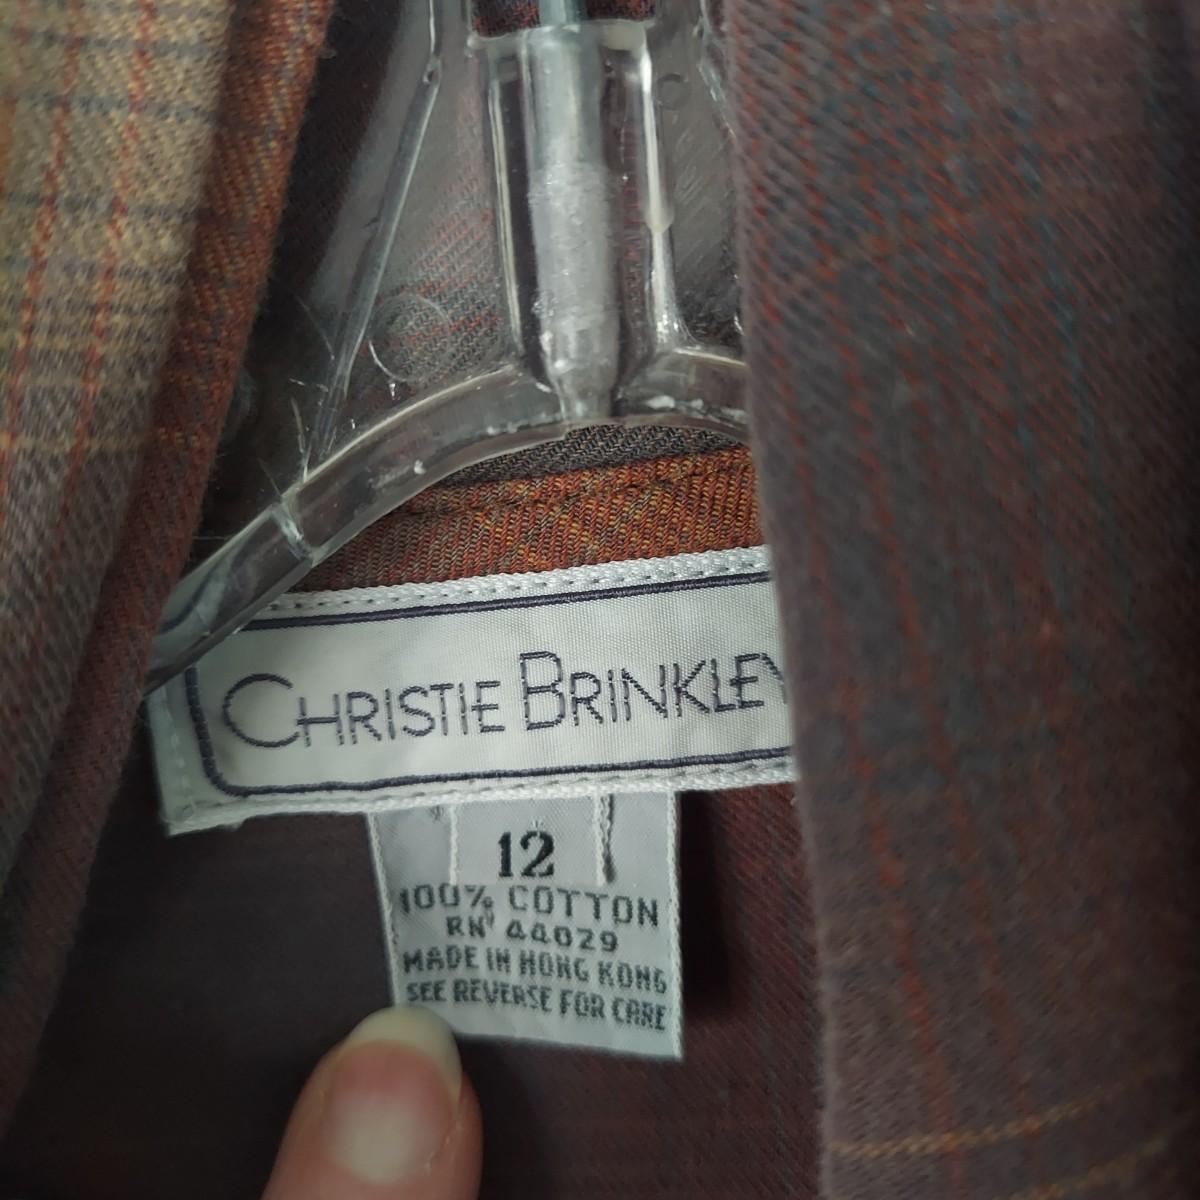 CHRISTIE BRINKLEY
12
100% COTTON
RN 44029
MADE IN HONG KONG
SEE REVERSE FOR CARE